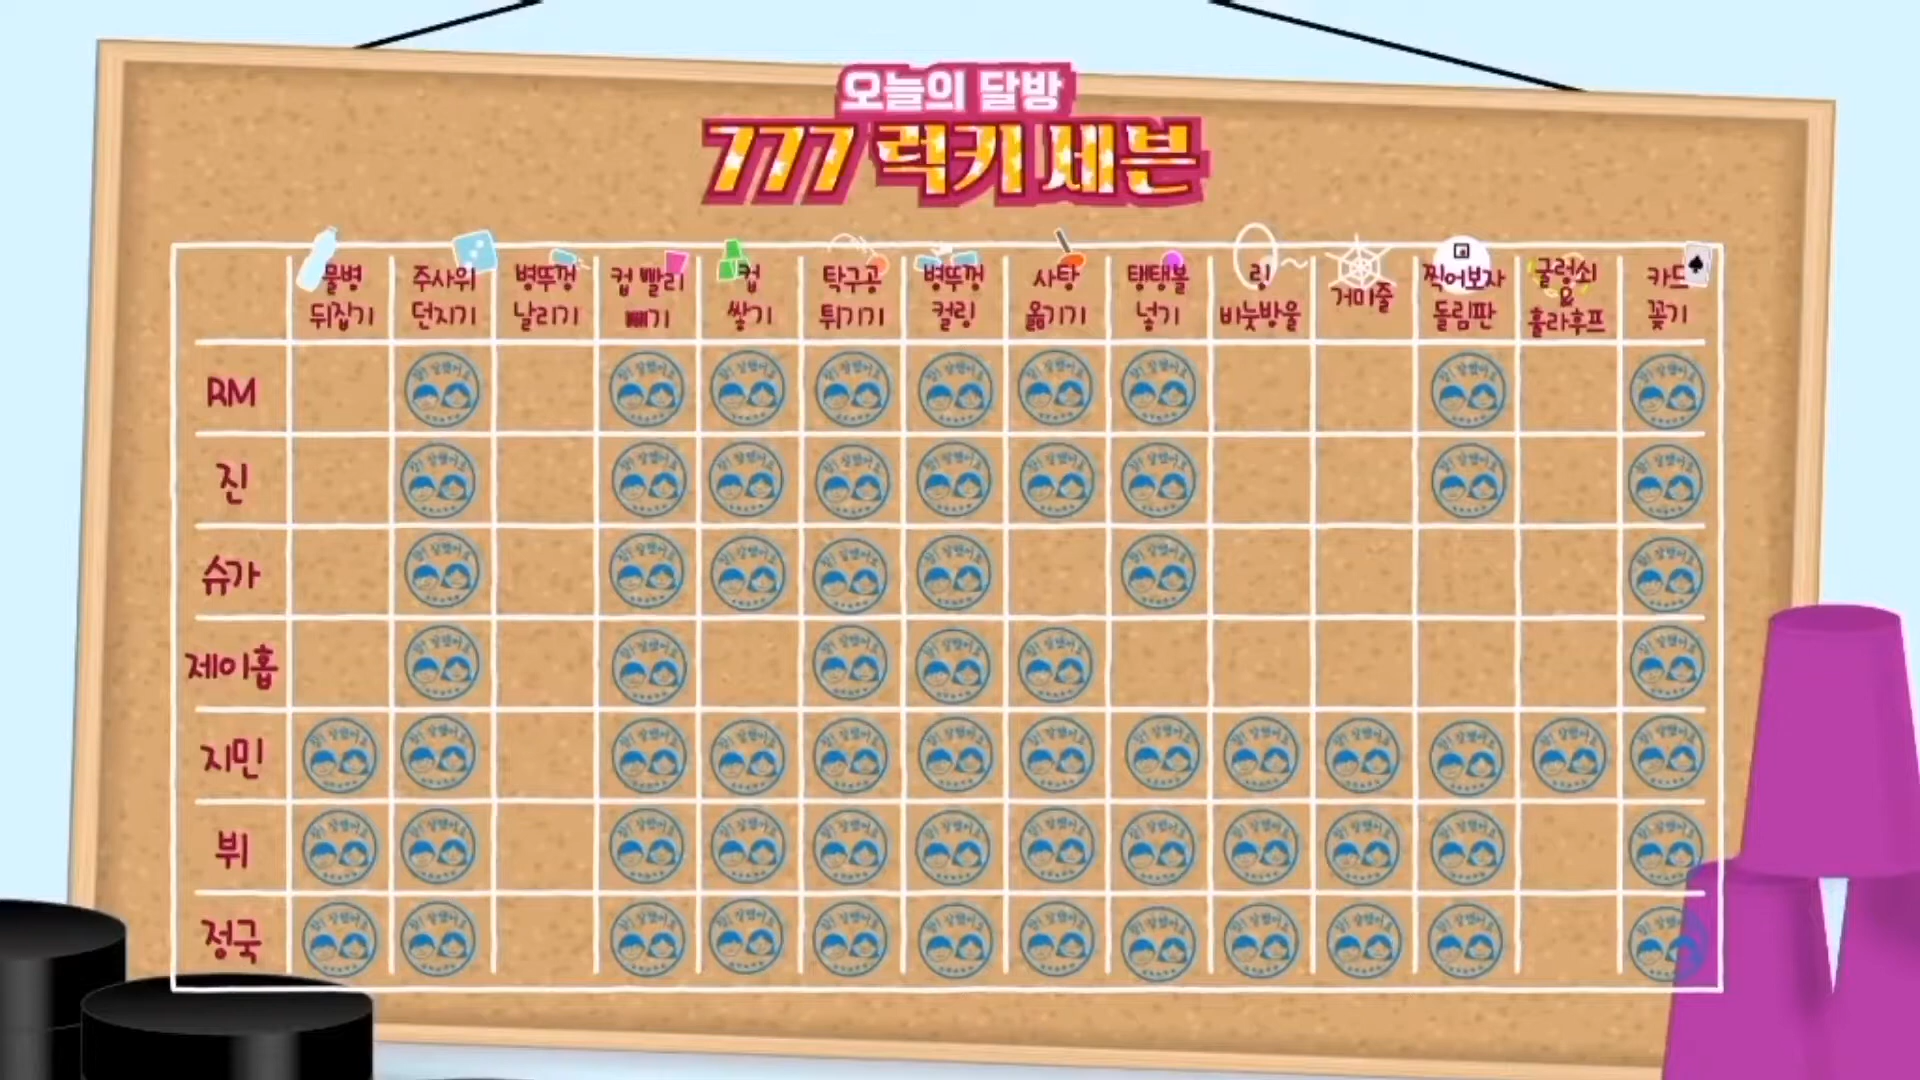 오늘의 달방
777 럭키 세븐
물병 뒤집기
주사위 던지기
병뚜껑 날리기
컵 빨리 빼기
컵 쌓기
탁구공 튀기기
병뚜껑 컬링
사탕 옮기기
탱탱볼 넣기
링 비눗방울
거미줄
찍어보자 돌림판
굴렁쇠 & 훌라후프
카드 꽂기
RM
진
슈가
제이홉
지민
뷔
정국